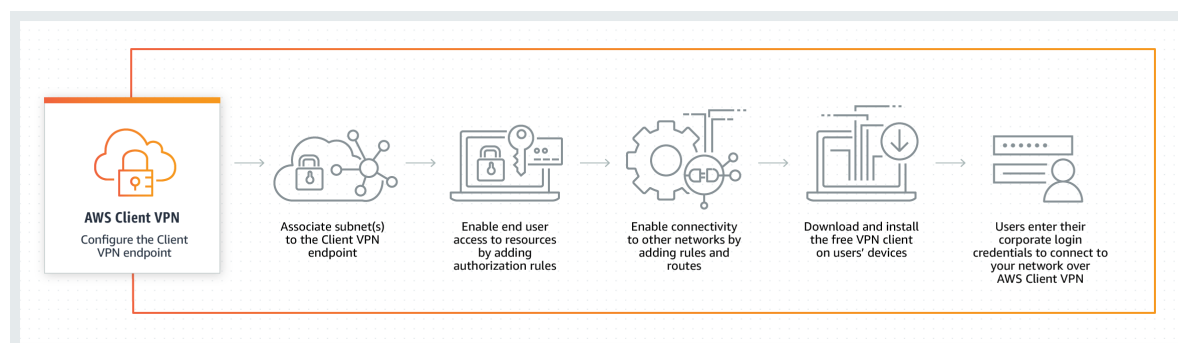 AWS Client VPN
Configure the Client
VPN endpoint
Associate subnet(s)
to the Client VPN
endpoint
Enable end user
access to resources
by adding
authorization rules
Enable connectivity
to other networks by
adding rules and
routes
Download and install
the free VPN client
on users' devices
Users enter their
corporate login
credentials to connect to
your network over
AWS Client VPN